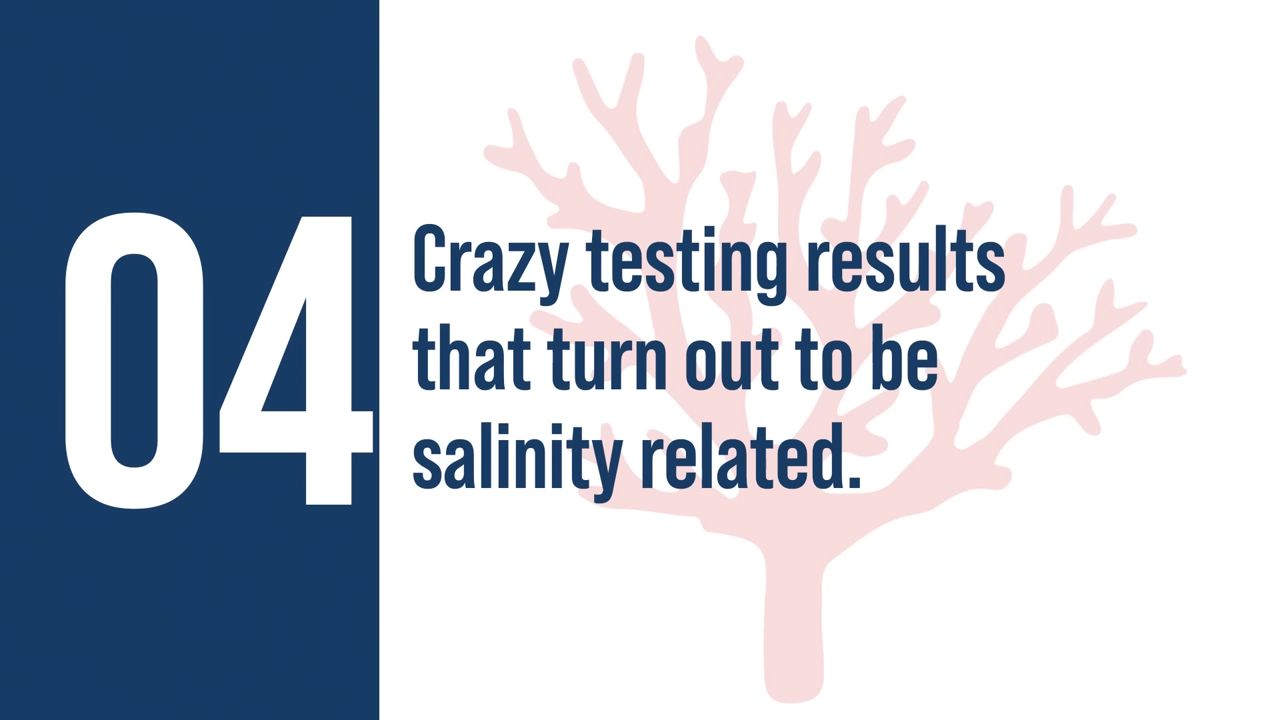 04
Crazy testing results
that turn out to be
salinity related.